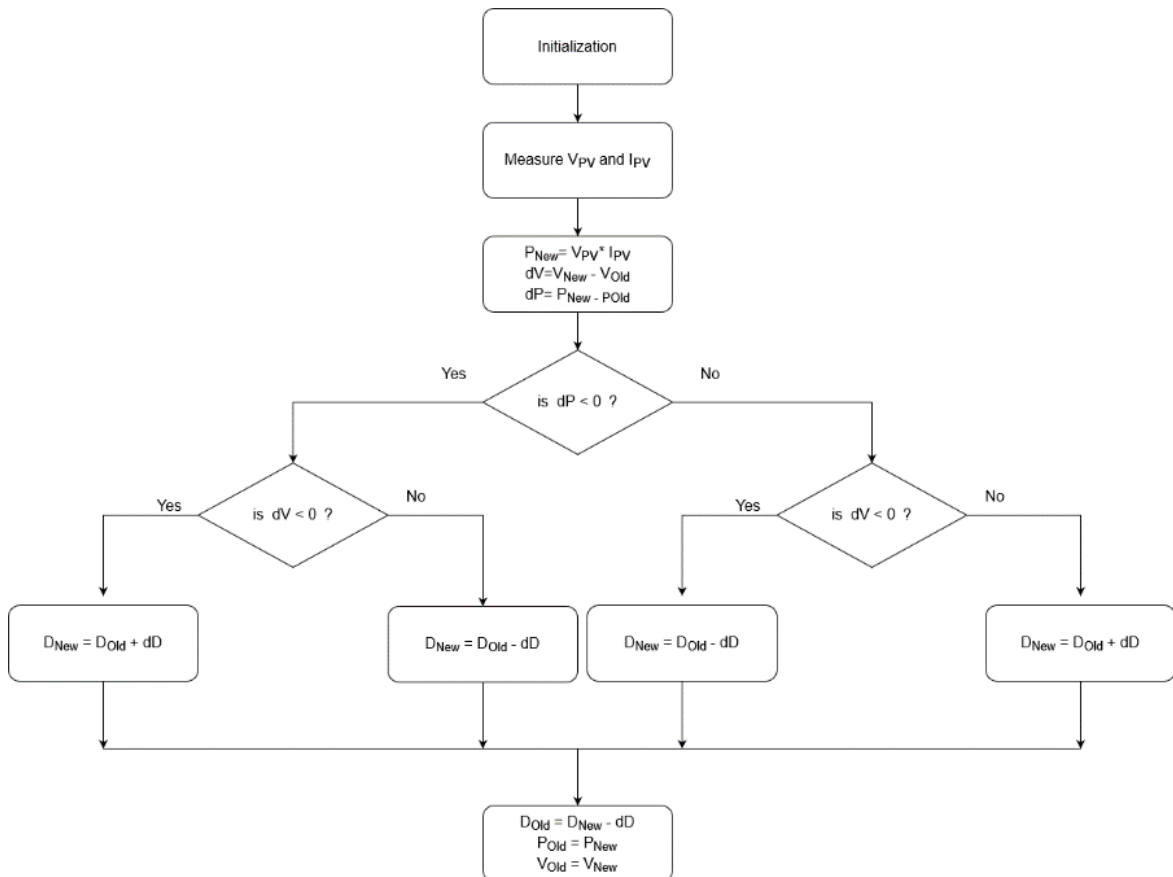 Initialization
Measure VPV and IPV
PNew= VPV* IPV
dV=VNew - VOld
dP= PNew - POld
Yes
No
is dP < 0 ?
Yes
No
Yes
No
is dV < 0 ?
is dV < 0 ?
DNew = DOld + dD
DNew = DOld - dD
DNew = DOld - dD
DNew = DOld + dD
DOld = DNew - dD
POld = PNew
VOld = VNew